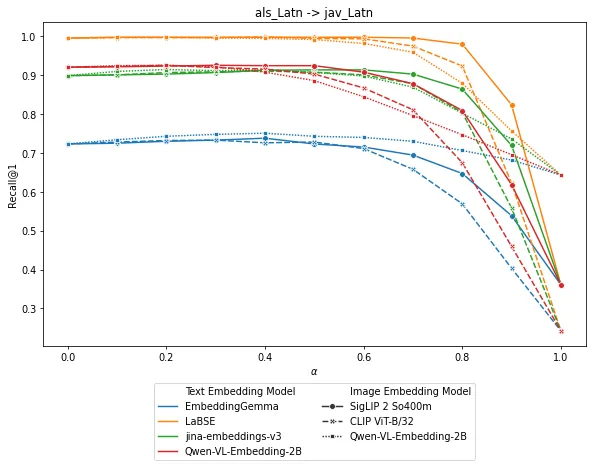 als_Latn -> jav_Latn
Recall@1
1.0
0.9
0.8
0.7
0.6
0.5
0.4
0.3
0.0
0.2
0.4
0.6
0.8
1.0
α
Text Embedding Model
EmbeddingGemma
LaBSE
jina-embeddings-v3
Qwen-VL-Embedding-2B
Image Embedding Model
SigLIP 2 So400m
CLIP ViT-B/32
Qwen-VL-Embedding-2B